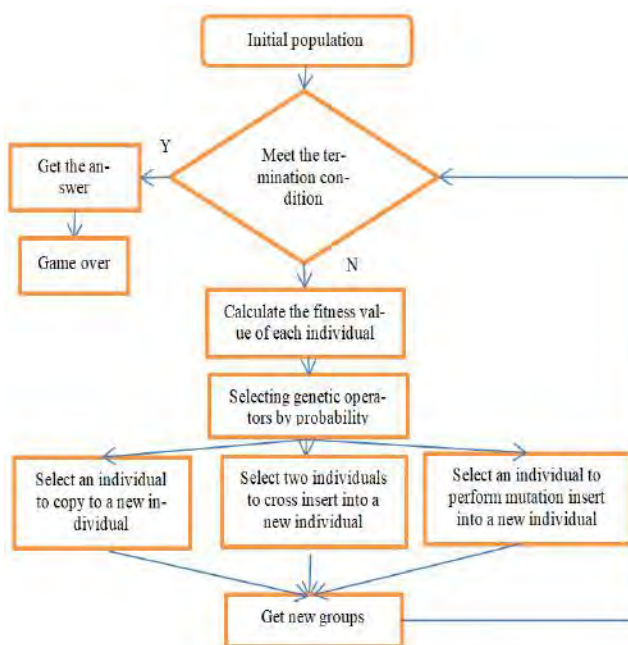 Initial population
Y
Meet the ter-
mination con-
dition
Get the an-
swer
Game over
N
Calculate the fitness val-
ue of each individual
Selecting genetic opera-
tors by probability
Select an individual
to copy to a new in-
dividual
Select two individuals
to cross insert into a
new individual
Select an individual to
perform mutation insert
into a new individual
Get new groups